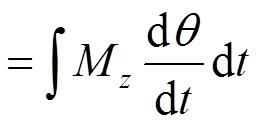 = ∫ M_z dθ/dt dt